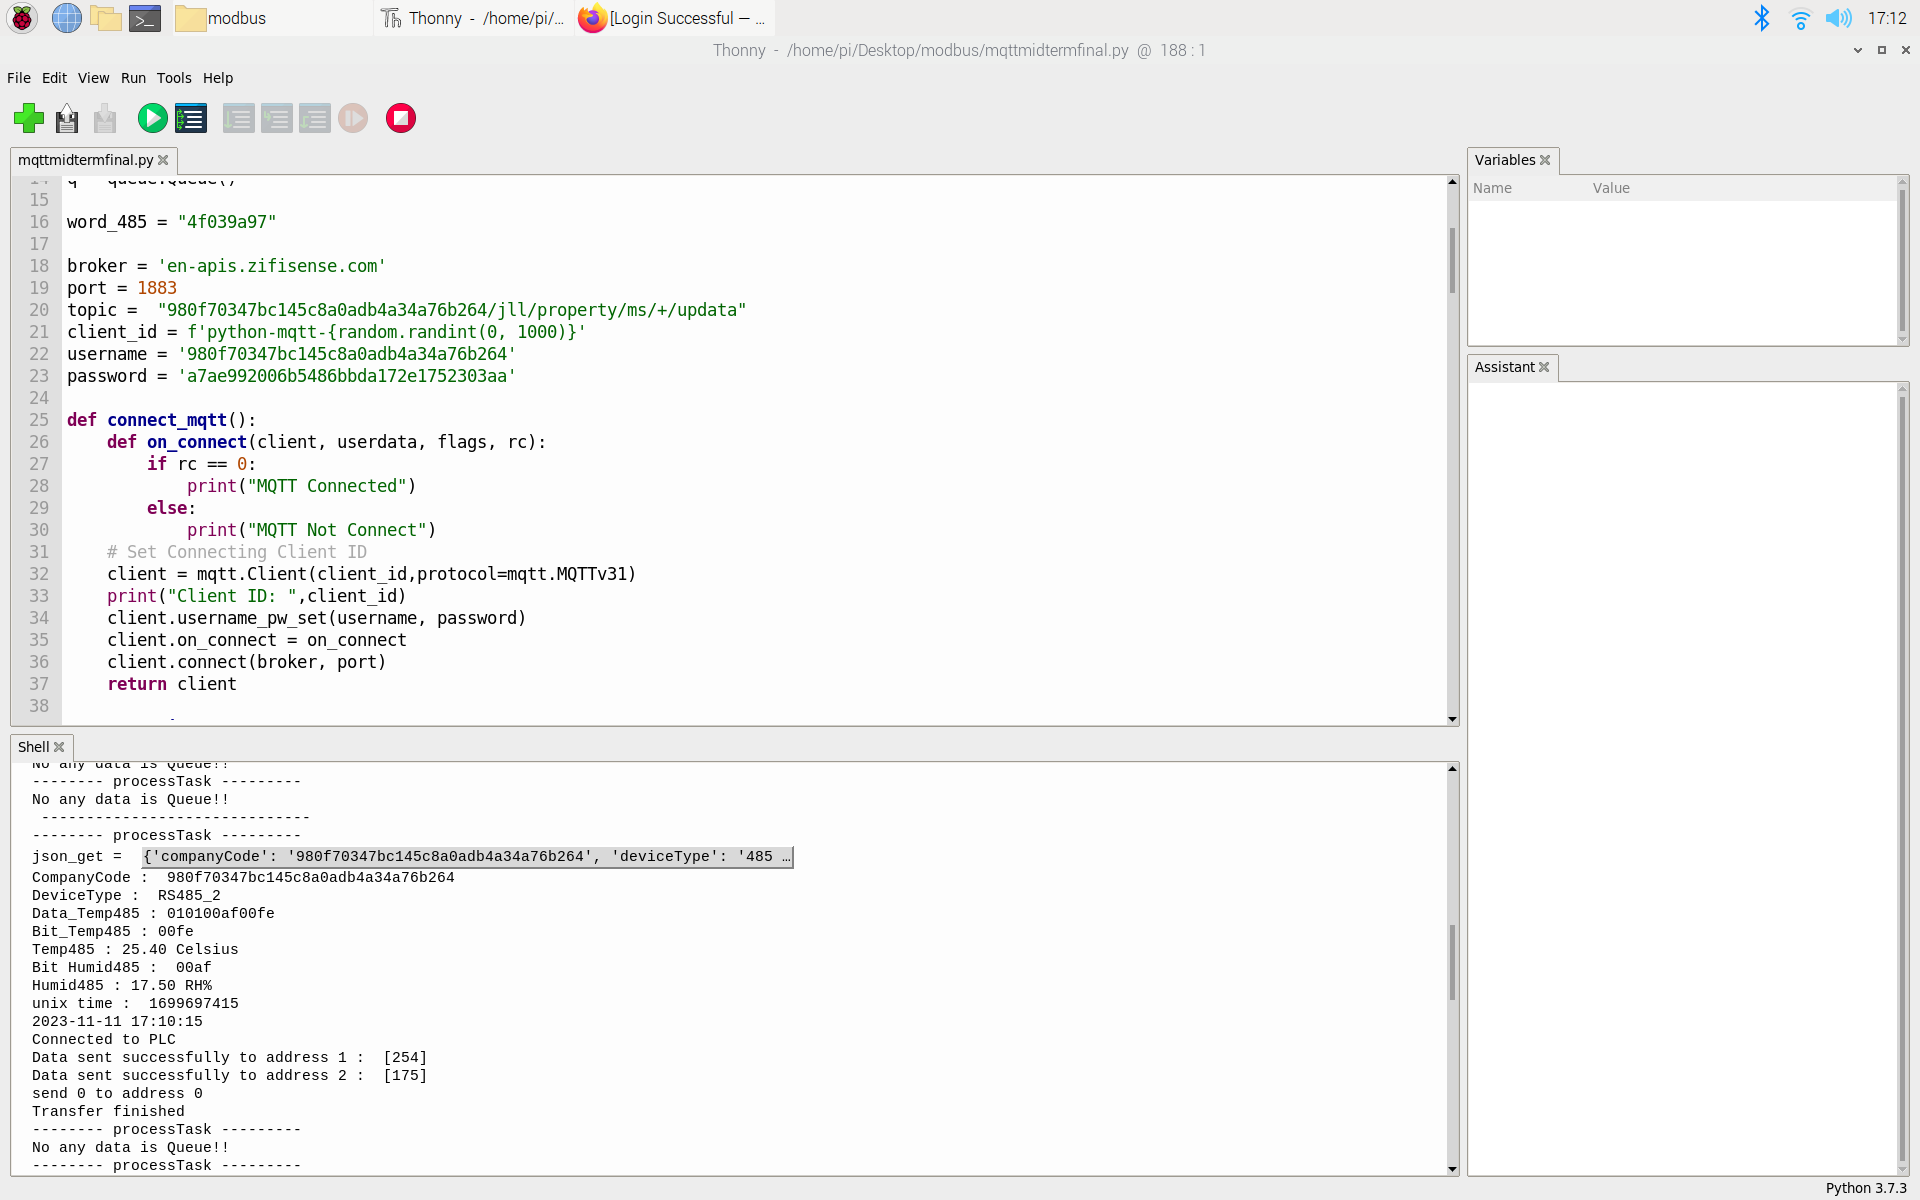 modbus
Thonny - /home/pi/...
[Login Successful — ...
17:12
Thonny - /home/pi/Desktop/modbus/mqttmidtermfinal.py @ 188 : 1
File Edit View Run Tools Help
mqttmidtermfinal.py
14 q = queue.Queue()
15
16 word_485 = "4f039a97"
17
18 broker = 'en-apis.zifisense.com'
19 port = 1883
20 topic =  "980f70347bc145c8a0adb4a34a76b264/jll/property/ms/+/updata"
21 client_id = f'python-mqtt-{random.randint(0, 1000)}'
22 username = '980f70347bc145c8a0adb4a34a76b264'
23 password = 'a7ae992006b5486bbda172e1752303aa'
24
25 def connect_mqtt():
26     def on_connect(client, userdata, flags, rc):
27         if rc == 0:
28             print("MQTT Connected")
29         else:
30             print("MQTT Not Connect")
31     # Set Connecting Client ID
32     client = mqtt.Client(client_id,protocol=mqtt.MQTTv31)
33     print("Client ID: ",client_id)
34     client.username_pw_set(username, password)
35     client.on_connect = on_connect
36     client.connect(broker, port)
37     return client
38
Shell
No any data is Queue!!
-------- processTask ---------
No any data is Queue!!
------------------------------
-------- processTask ---------
json_get =  {'companyCode': '980f70347bc145c8a0adb4a34a76b264', 'deviceType': '485 …
CompanyCode :  980f70347bc145c8a0adb4a34a76b264
DeviceType :  RS485_2
Data_Temp485 : 010100af00fe
Bit_Temp485 : 00fe
Temp485 : 25.40 Celsius
Bit Humid485 :  00af
Humid485 : 17.50 RH%
unix time :  1699697415
2023-11-11 17:10:15
Connected to PLC
Data sent successfully to address 1 :  [254]
Data sent successfully to address 2 :  [175]
send 0 to address 0
Transfer finished
-------- processTask ---------
No any data is Queue!!
-------- processTask ---------
Variables
Name Value
Assistant
Python 3.7.3